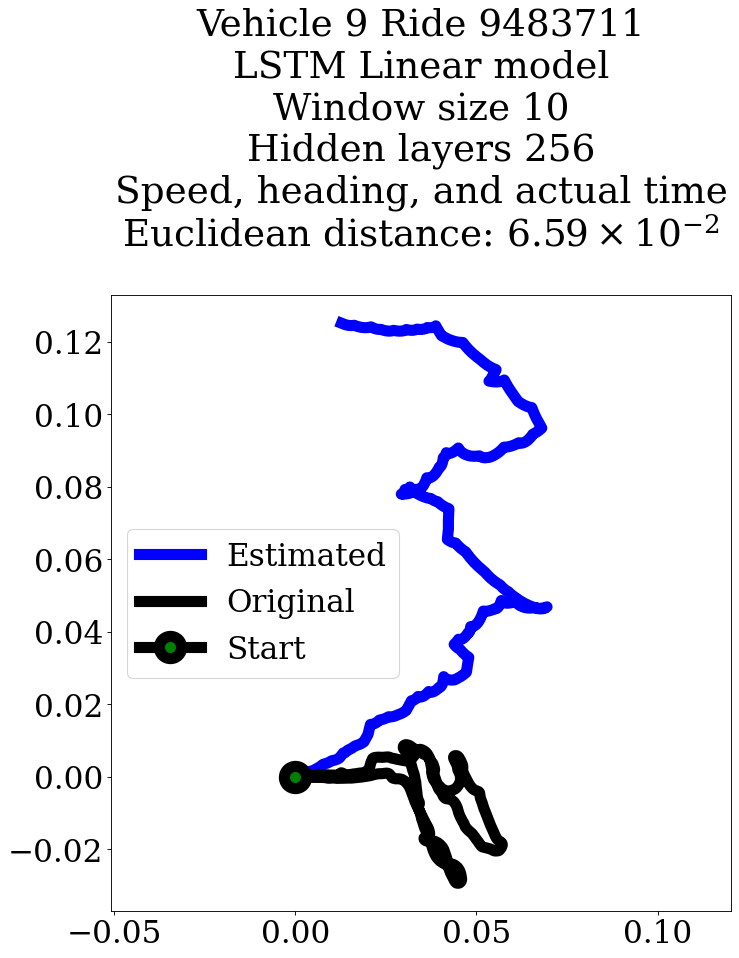 Vehicle 9 Ride 9483711
LSTM Linear model
Window size 10
Hidden layers 256
Speed, heading, and actual time
Euclidean distance: 6.59 × 10⁻²
0.12
0.10
0.08
0.06
0.04
0.02
0.00
−0.02
Estimated
Original
Start
−0.05
0.00
0.05
0.10